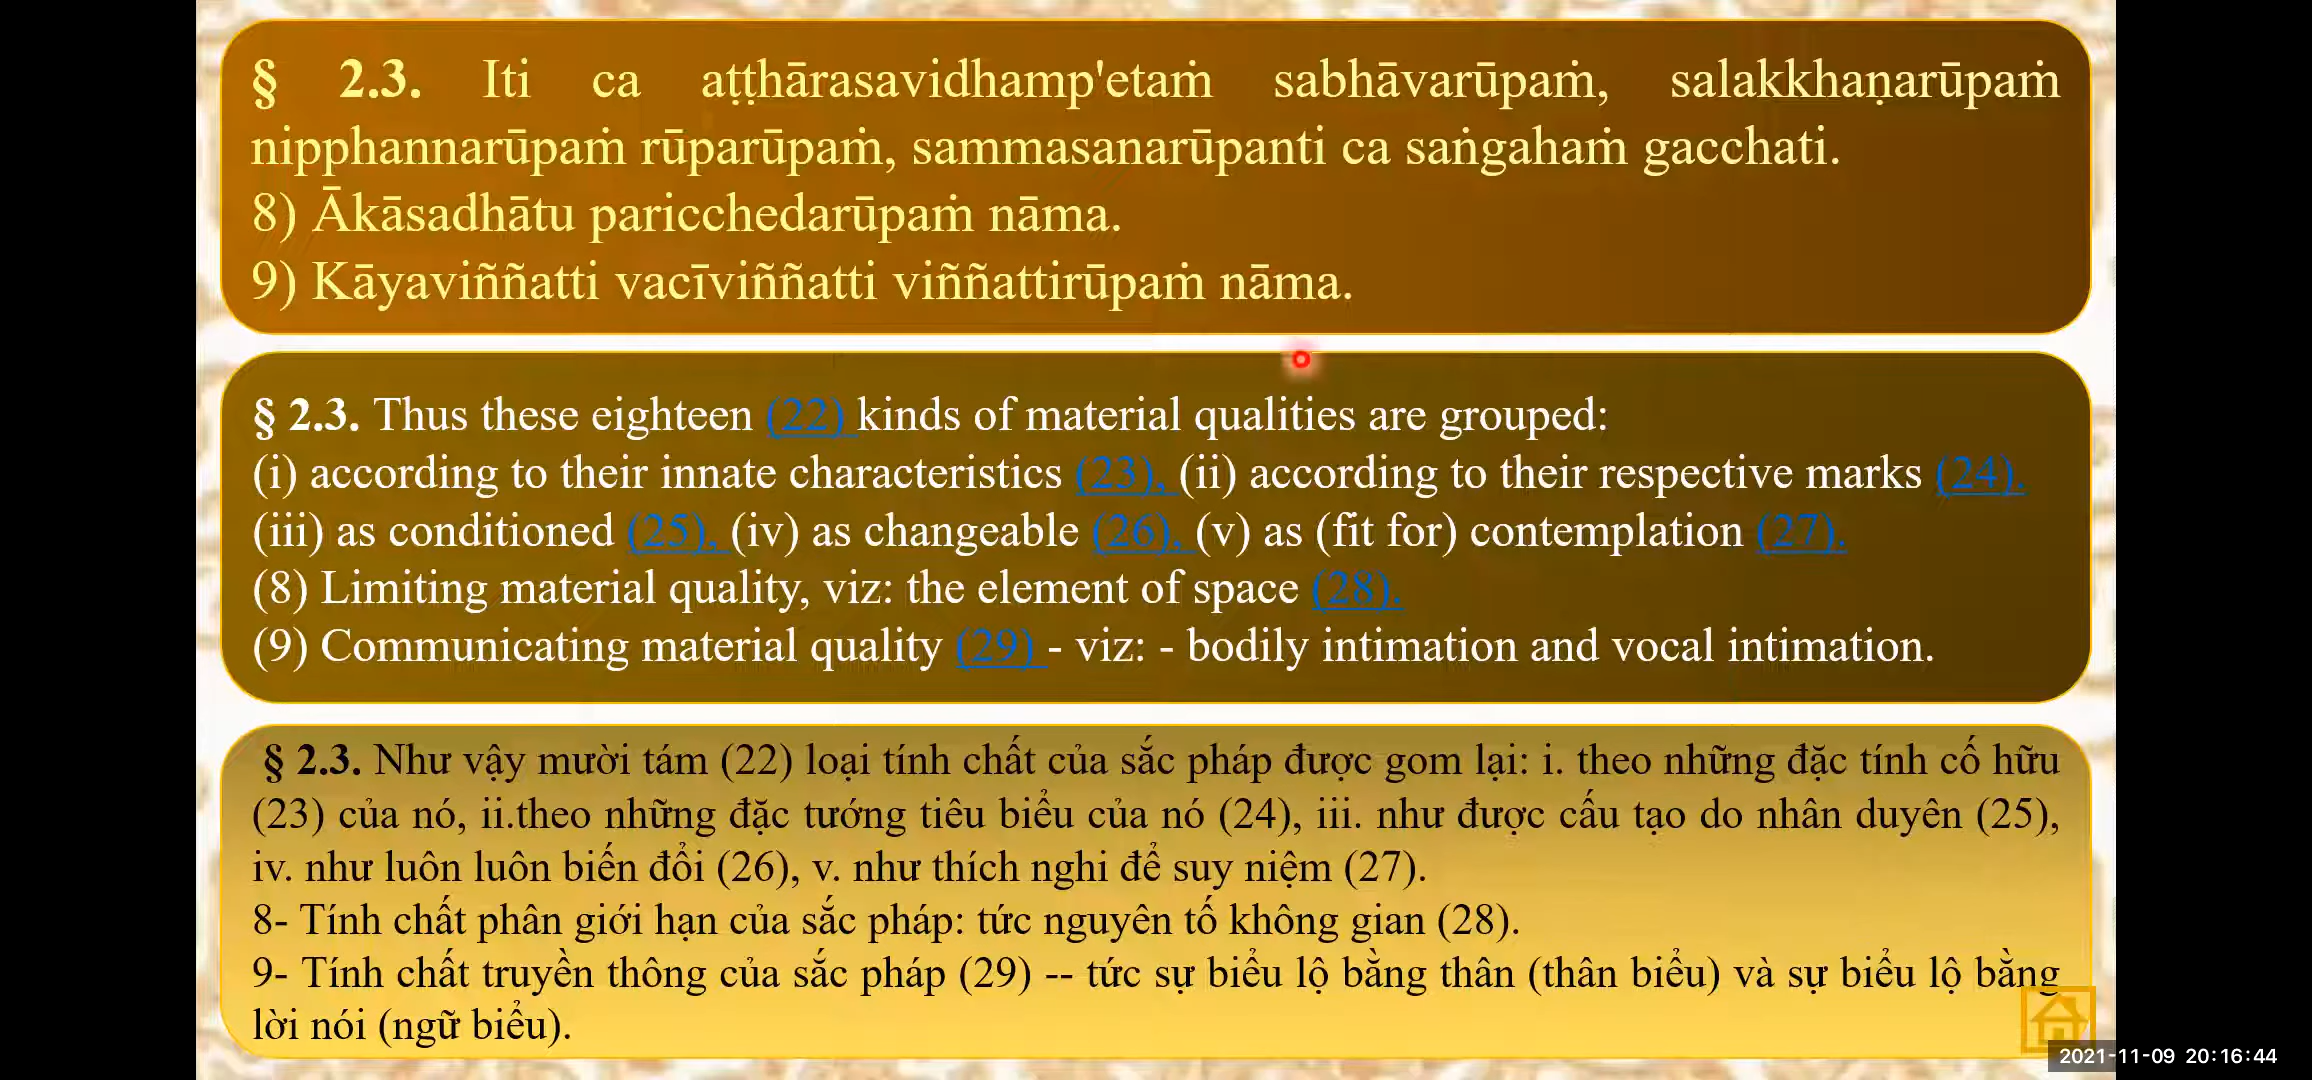 § 2.3. Iti ca aṭṭhārasavidhamp'etaṁ sabhāvarūpaṁ, salakkhaṇarūpaṁ
nipphannarūpaṁ rūparūpaṁ, sammasanarūpanti ca saṅgahaṁ gacchati.
8) Ākāsadhātu paricchedarūpaṁ nāma.
9) Kāyaviññatti vacīviññatti viññattirūpaṁ nāma.
§ 2.3. Thus these eighteen (22) kinds of material qualities are grouped:
(i) according to their innate characteristics (23), (ii) according to their respective marks (24).
(iii) as conditioned (25), (iv) as changeable (26), (v) as (fit for) contemplation (27).
(8) Limiting material quality, viz: the element of space (28).
(9) Communicating material quality (29) - viz: - bodily intimation and vocal intimation.
§ 2.3. Như vậy mười tám (22) loại tính chất của sắc pháp được gom lại: i. theo những đặc tính cố hữu
(23) của nó, ii.theo những đặc tướng tiêu biểu của nó (24), iii. như được cấu tạo do nhân duyên (25),
iv. như luôn luôn biến đổi (26), v. như thích nghi để suy niệm (27).
8- Tính chất phân giới hạn của sắc pháp: tức nguyên tố không gian (28).
9- Tính chất truyền thông của sắc pháp (29) -- tức sự biểu lộ bằng thân (thân biểu) và sự biểu lộ bằng
lời nói (ngữ biểu).
2021-11-09 20:16:44